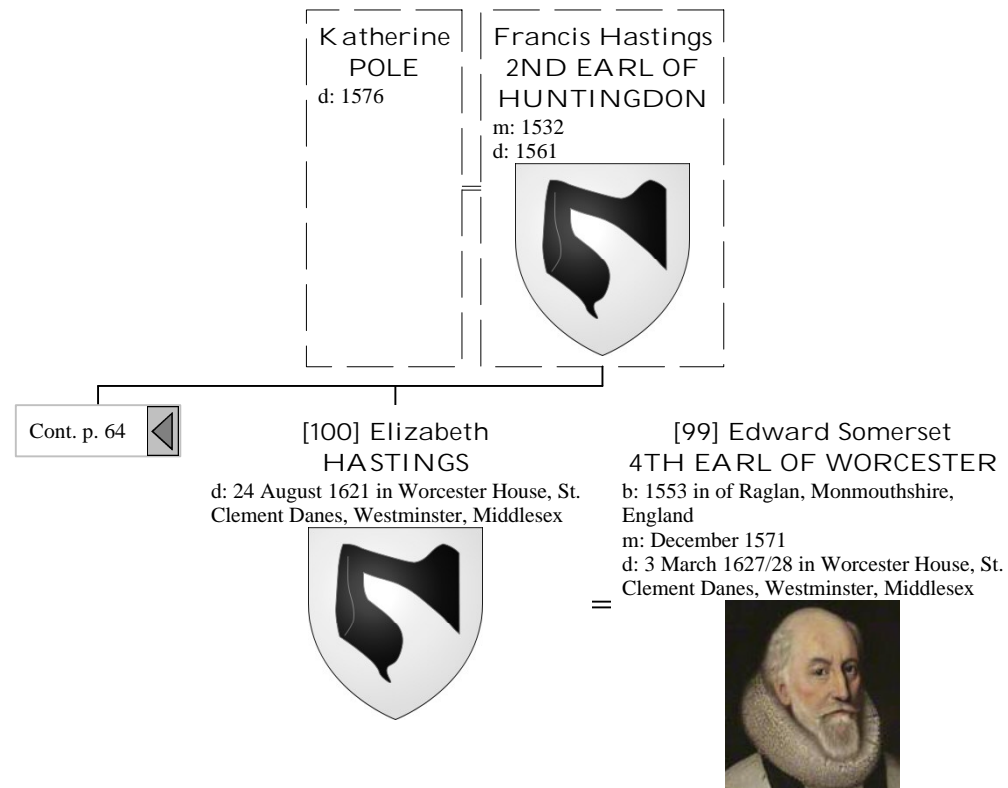 Katherine
POLE
d: 1576
Francis Hastings
2ND EARL OF
HUNTINGDON
m: 1532
d: 1561
Cont. p. 64
[100] Elizabeth
HASTINGS
d: 24 August 1621 in Worcester House, St.
Clement Danes, Westminster, Middlesex
=
[99] Edward Somerset
4TH EARL OF WORCESTER
b: 1553 in of Raglan, Monmouthshire,
England
m: December 1571
d: 3 March 1627/28 in Worcester House, St.
Clement Danes, Westminster, Middlesex